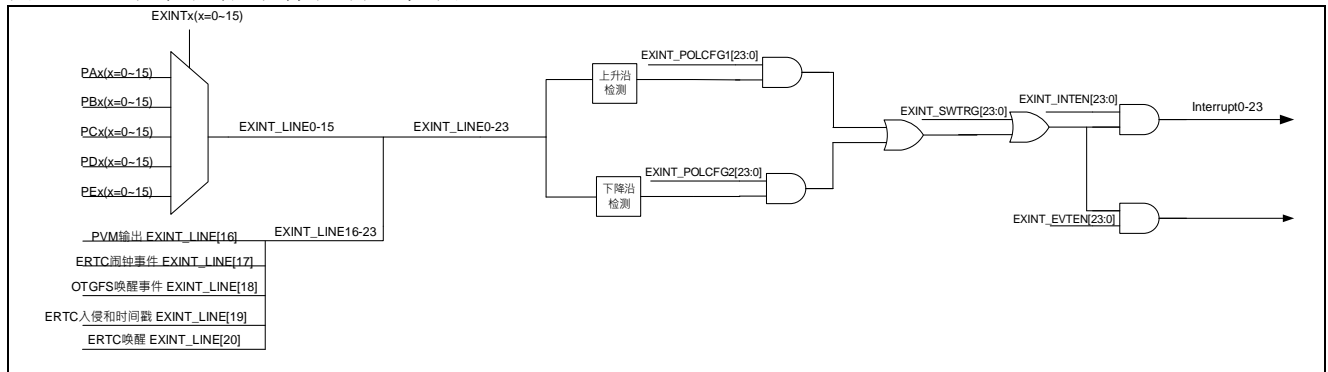 EXINTx(x=0~15)
PAx(x=0~15)
PBx(x=0~15)
PCx(x=0~15)
PDx(x=0~15)
PEx(x=0~15)
EXINT_LINE0-15
EXINT_LINE0-23
上升沿
检测
EXINT_POLCFG1[23:0]
下降沿
检测
EXINT_POLCFG2[23:0]
EXINT_SWTRG[23:0]
EXINT_INTEN[23:0]
Interrupt0-23
EXINT_EVTEN[23:0]
EXINT_LINE16-23
PVM输出 EXINT_LINE[16]
ERTC闹钟事件 EXINT_LINE[17]
OTGFS唤醒事件 EXINT_LINE[18]
ERTC入侵和时间戳 EXINT_LINE[19]
ERTC唤醒 EXINT_LINE[20]